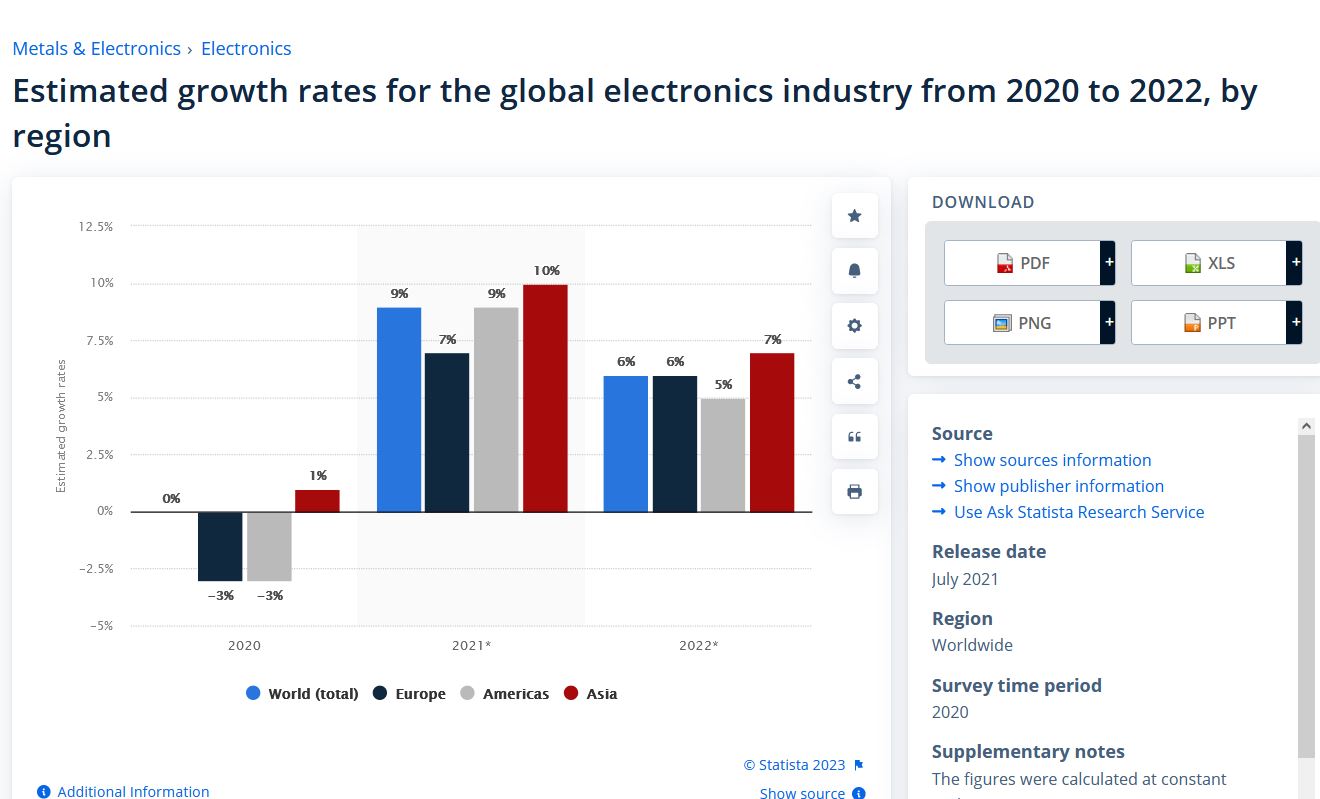 Metals & Electronics › Electronics
Estimated growth rates for the global electronics industry from 2020 to 2022, by
region
12.5%
10%
7.5%
5%
2.5%
0%
−2.5%
−5%
Estimated growth rates
0%
−3%
−3%
1%
9%
7%
9%
10%
6%
6%
5%
7%
2020
2021*
2022*
World (total) Europe Americas Asia
© Statista 2023
Additional Information
Show source
DOWNLOAD
PDF + XLS +
PNG + PPT +
Source
Show sources information
Show publisher information
Use Ask Statista Research Service
Release date
July 2021
Region
Worldwide
Survey time period
2020
Supplementary notes
The figures were calculated at constant